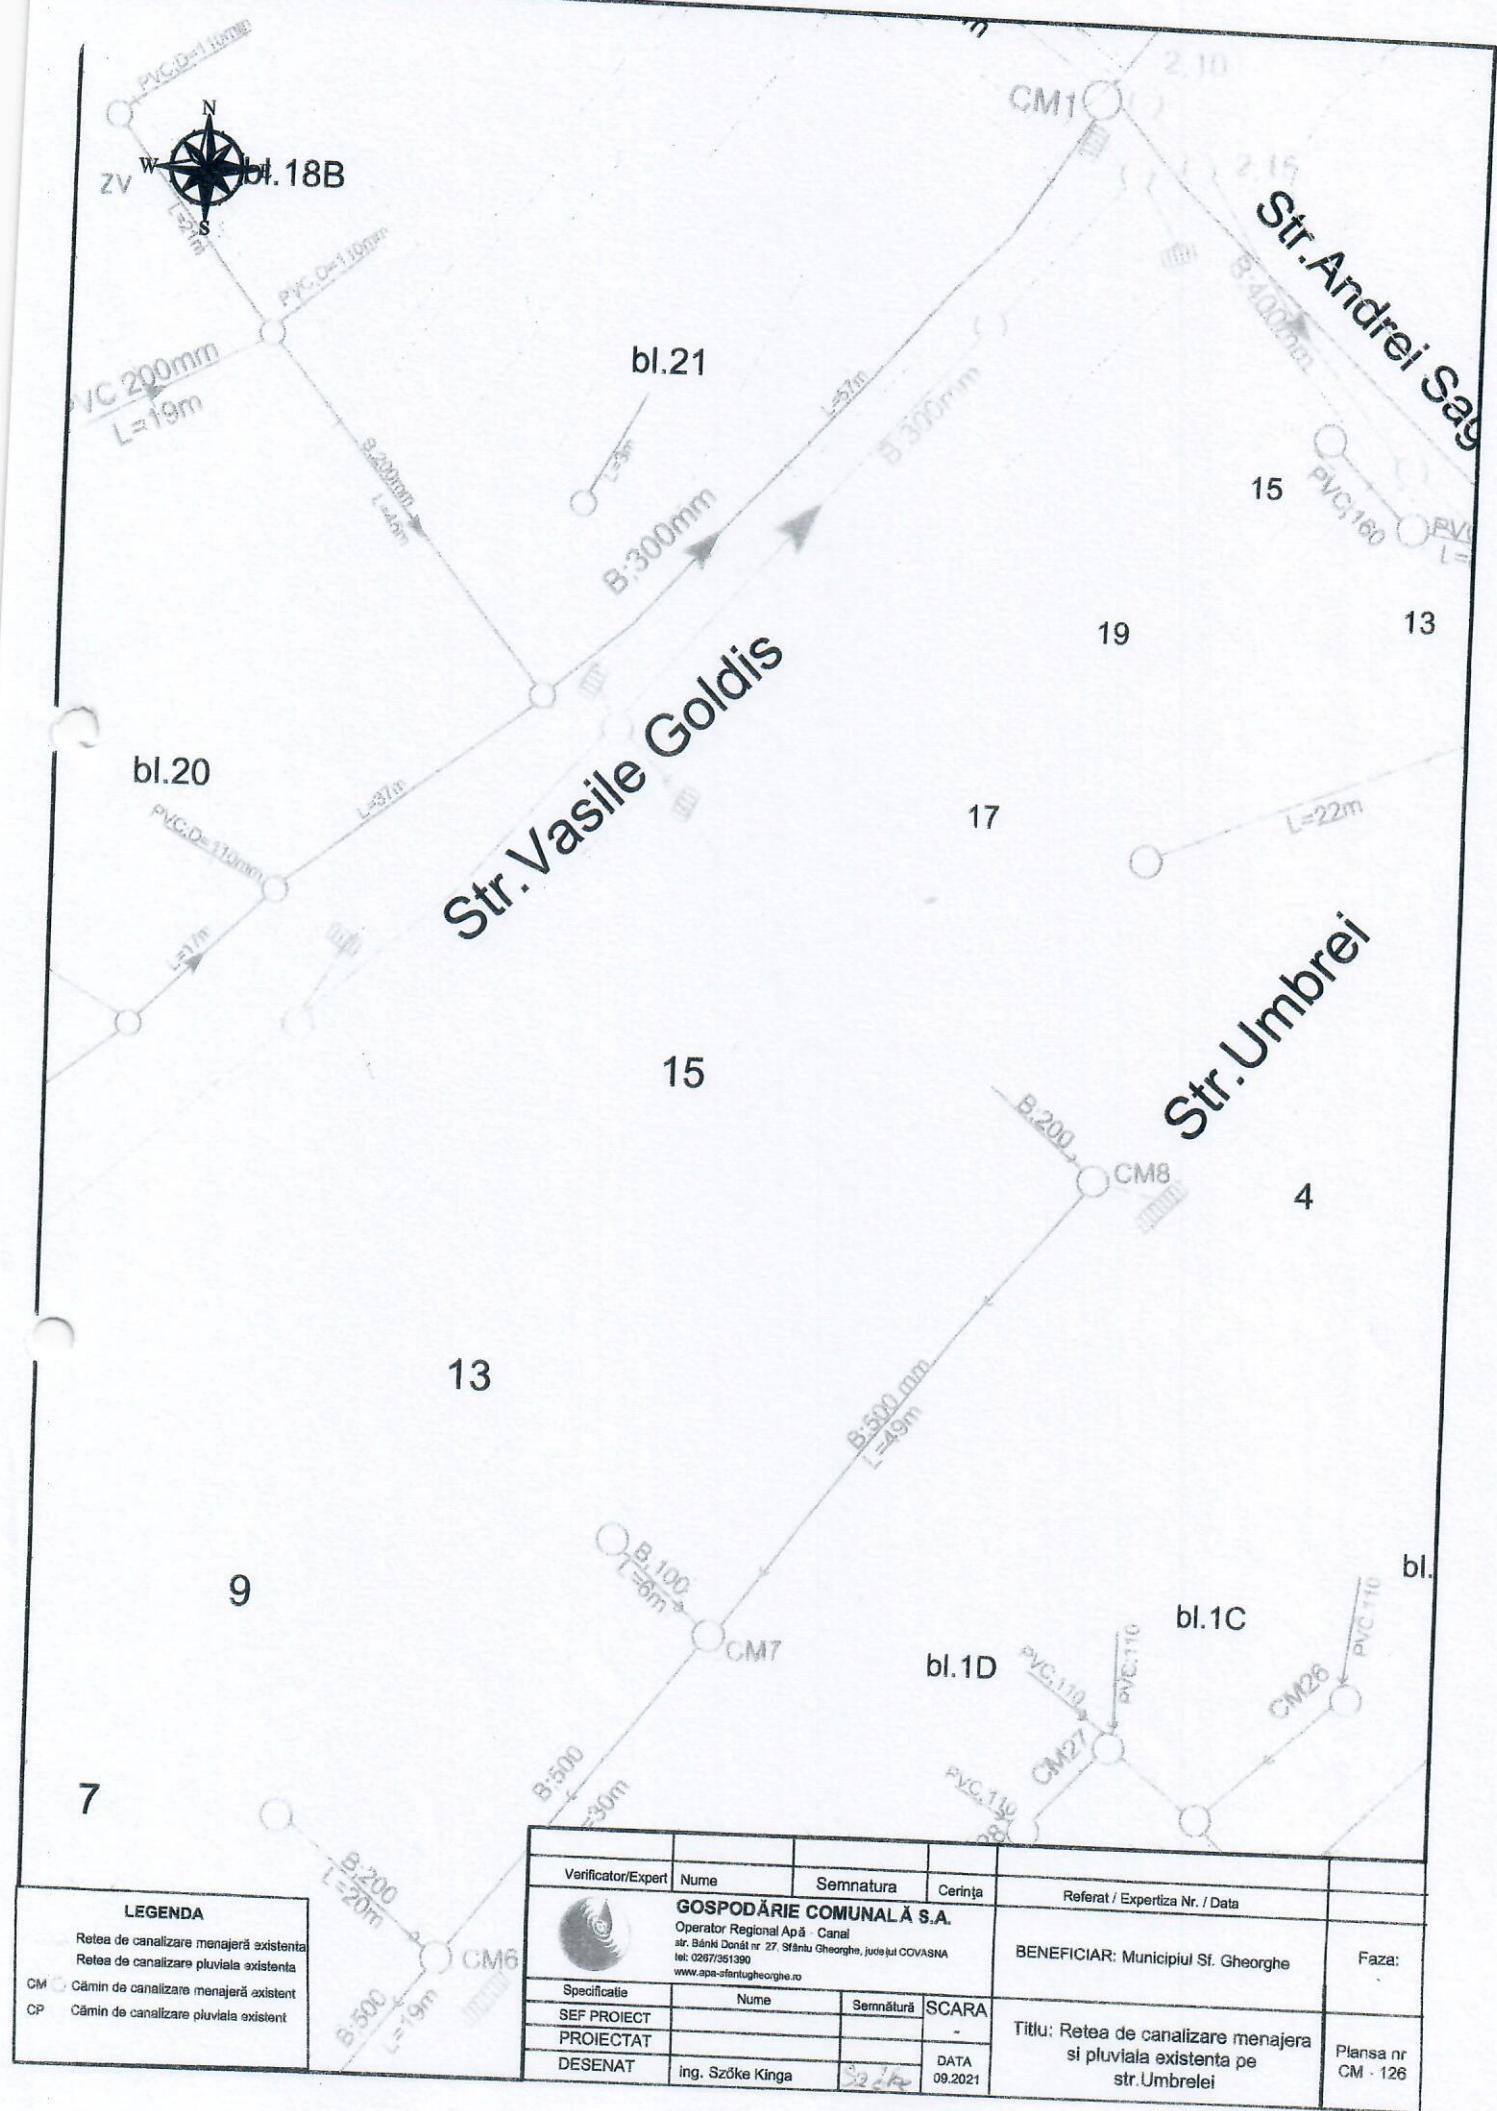 PVC,D=110mm
CM1
2,10
N
W
S
ZV
bl.18B
L=21m
2,15
Str.Andrei Sag
PVC,D=110mm
B:400mm
PVC 200mm
L=19m
bl.21
L=57m
B:300mm
B,200mm
L=46m
L=3m
15
PVC,160
B:300mm
19
13
Str.Vasile Goldis
bl.20
L=37m
PVC,D=110mm
17
L=22m
L=17m
Str.Umbrei
15
B,200
CM8
4
13
B:500 mm
L=49m
9
B,100
L=6m
bl.
bl.1C
PVC,110
CM7
bl.1D
PVC,110
PVC,110
CM26
CM27
B:500
=30m
7
PVC,110
B,200
L=20m
CM6
B:500
L=19m
LEGENDA
Retea de canalizare menajeră existenta
Retea de canalizare pluviala existenta
CM Cămin de canalizare menajeră existent
CP Cămin de canalizare pluviala existent
Verificator/Expert Nume Semnatura Cerinţa Referat / Expertiza Nr. / Data
GOSPODĂRIE COMUNALĂ S.A.
Operator Regional Apă - Canal
str. Bánki Donát nr 27, Sfântu Gheorghe, judeţul COVASNA
tel: 0267/351390
www.apa-sfantugheorghe.ro
BENEFICIAR: Municipiul Sf. Gheorghe
Faza:
Specificatie Nume Semnătură SCARA
SEF PROIECT -
PROIECTAT
DESENAT ing. Szőke Kinga Szőke DATA
09.2021
Titlu: Retea de canalizare menajera
si pluviala existenta pe
str.Umbrelei
Plansa nr
CM - 126